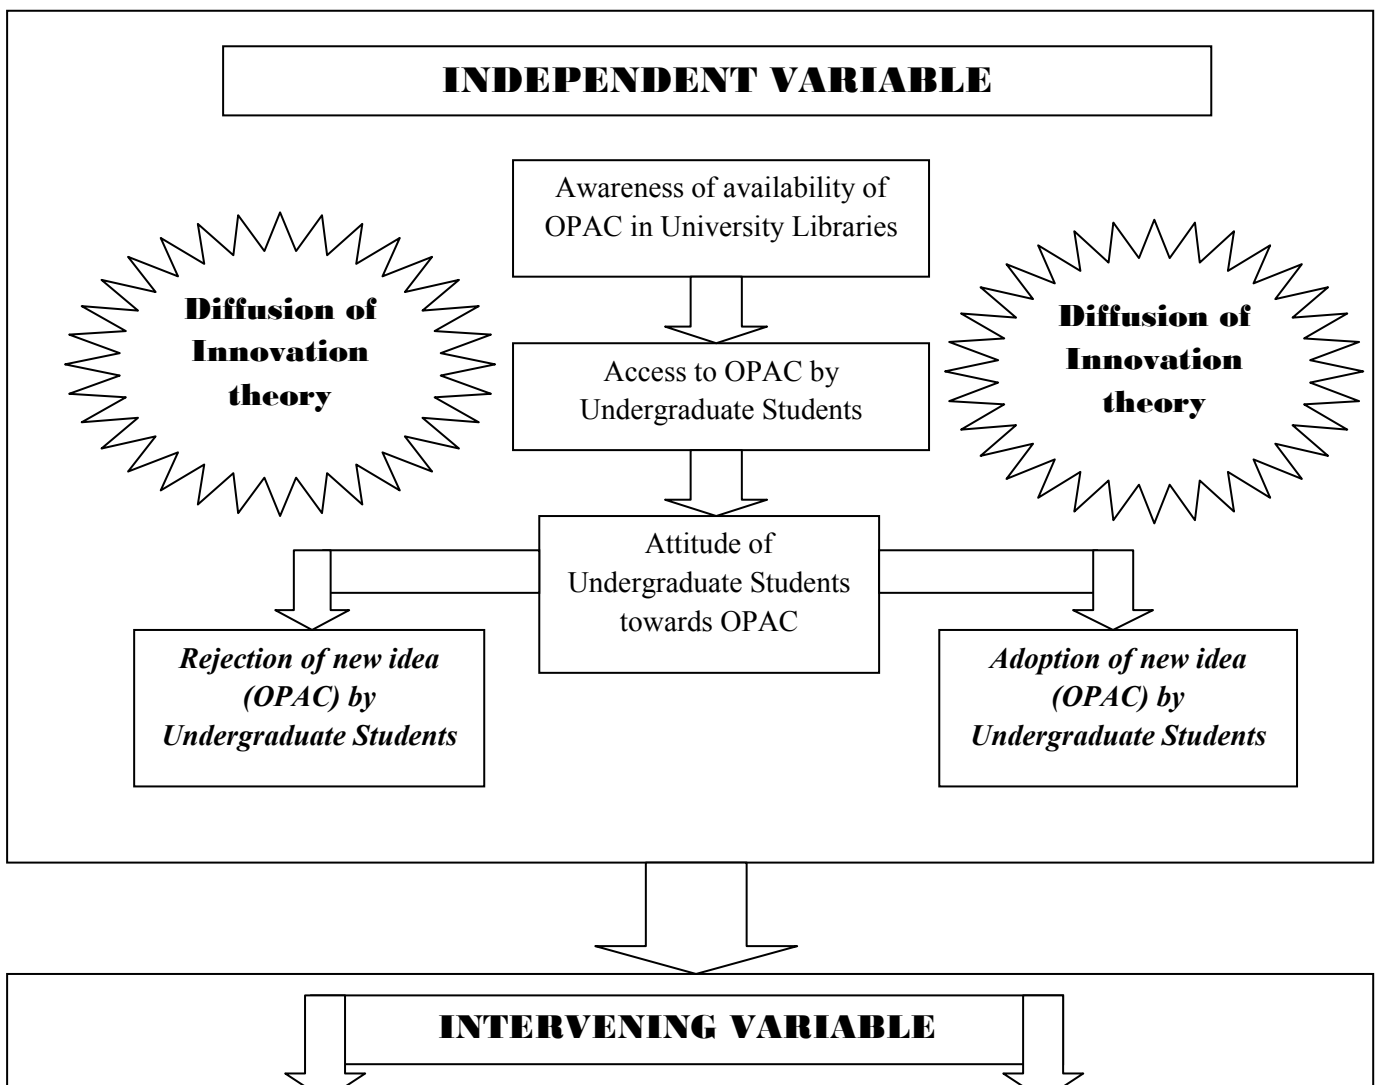 INDEPENDENT VARIABLE
Awareness of availability of
OPAC in University Libraries
Diffusion of
Innovation
theory
Diffusion of
Innovation
theory
Access to OPAC by
Undergraduate Students
Attitude of
Undergraduate Students
towards OPAC
Rejection of new idea
(OPAC) by
Undergraduate Students
Adoption of new idea
(OPAC) by
Undergraduate Students
INTERVENING VARIABLE